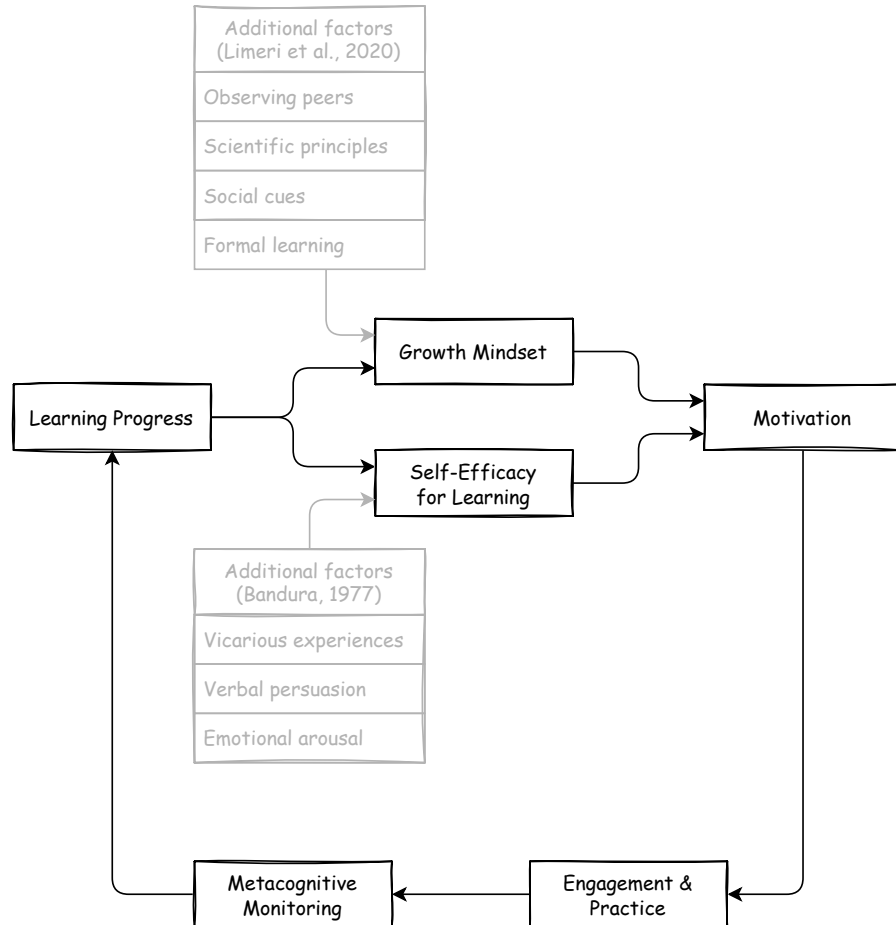 Additional factors
(Limeri et al., 2020)
Observing peers
Scientific principles
Social cues
Formal learning
Growth Mindset
Learning Progress
Motivation
Self-Efficacy
for Learning
Additional factors
(Bandura, 1977)
Vicarious experiences
Verbal persuasion
Emotional arousal
Metacognitive
Monitoring
Engagement &
Practice